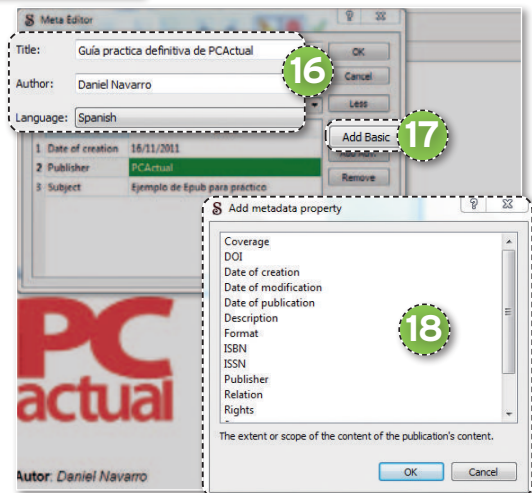 Meta Editor
Title: Guía practica definitiva de PCActual
Author: Daniel Navarro
Language: Spanish
16
OK
Cancel
Less
Add Basic
17
Remove
1 Date of creation 16/11/2011
2 Publisher PCActual
3 Subject Ejemplo de Epub para práctico
Add metadata property
Coverage
DOI
Date of creation
Date of modification
Date of publication
Description
Format
ISBN
ISSN
Publisher
Relation
Rights
18
The extent or scope of the content of the publication's content.
OK Cancel
PC
actual
Autor: Daniel Navarro